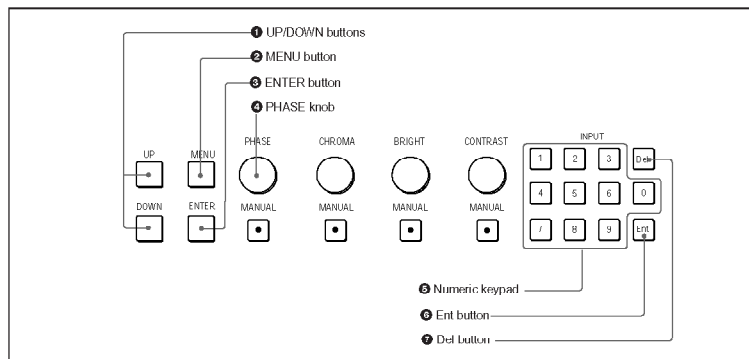 ❶ UP/DOWN buttons
❷ MENU button
❸ ENTER button
❹ PHASE knob
UP MENU PHASE CHROMA BRIGHT CONTRAST INPUT
1 2 3 Del
4 5 6 0
DOWN ENTER MANUAL MANUAL MANUAL MANUAL
7 8 9 Ent
❺ Numeric keypad
❻ Ent button
❼ Del button